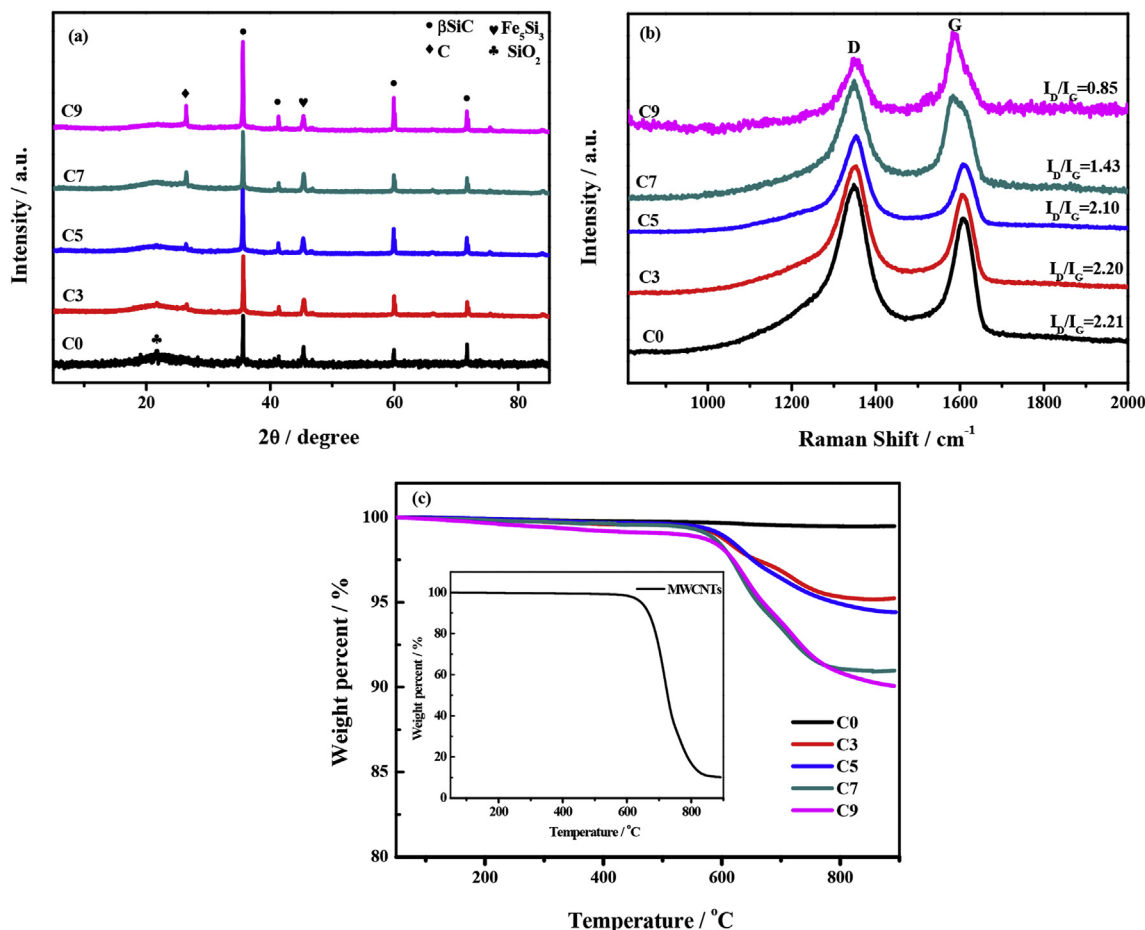 (a)
● βSiC ♥ Fe5Si3
♦ C ♣ SiO2
C9
C7
C5
C3
C0
Intensity / a.u.
20 40 60 80
2θ / degree
(b)
D
G
C9
ID/IG=0.85
C7
ID/IG=1.43
C5
ID/IG=2.10
C3
ID/IG=2.20
C0
ID/IG=2.21
Intensity / a.u.
1000 1200 1400 1600 1800 2000
Raman Shift / cm-1
(c)
100
95
90
85
80
Weight percent / %
MWCNTs
100
80
60
40
20
10
0
Weight percent / %
200 400 600 800
Temperature / °C
C0
C3
C5
C7
C9
200 400 600 800
Temperature / °C